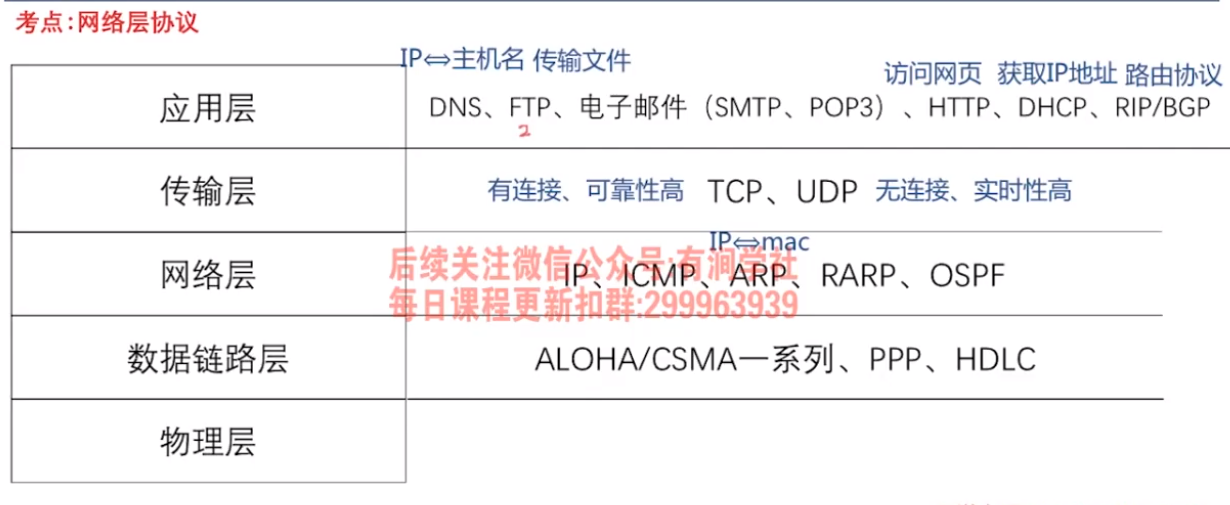 考点:网络层协议
IP⇔主机名 传输文件
访问网页 获取IP地址 路由协议
应用层
DNS、FTP、电子邮件（SMTP、POP3）、HTTP、DHCP、RIP/BGP
2
传输层
有连接、可靠性高 TCP、UDP 无连接、实时性高
IP⇔mac
后续关注微信公众号:有涧学社
网络层
IP、ICMP、ARP、RARP、OSPF
每日课程更新扣群:299963939
数据链路层
ALOHA/CSMA一系列、PPP、HDLC
物理层